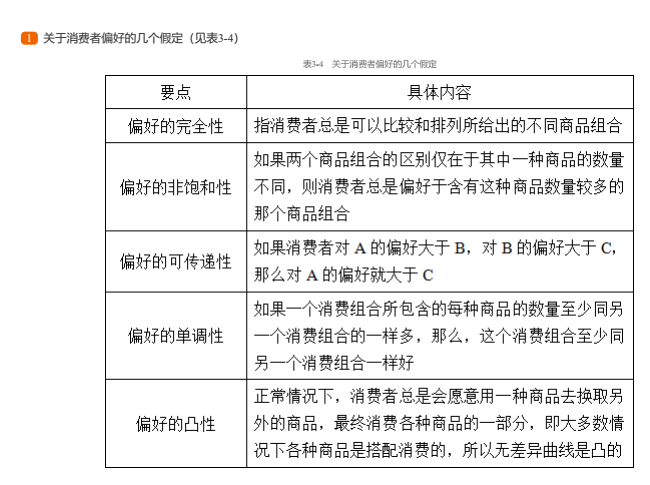 1 关于消费者偏好的几个假定（见表3-4）
表3-4 关于消费者偏好的几个假定
要点 具体内容
偏好的完全性 指消费者总是可以比较和排列所给出的不同商品组合
如果两个商品组合的区别仅在于其中一种商品的数量
偏好的非饱和性 不同，则消费者总是偏好于含有这种商品数量较多的
那个商品组合
偏好的可传递性 如果消费者对 A 的偏好大于 B，对 B 的偏好大于 C，
那么对 A 的偏好就大于 C
如果一个消费组合所包含的每种商品的数量至少同另
偏好的单调性 一个消费组合的一样多，那么，这个消费组合至少同
另一个消费组合一样好
正常情况下，消费者总是会愿意用一种商品去换取另
偏好的凸性 外的商品，最终消费各种商品的一部分，即大多数情
况下各种商品是搭配消费的，所以无差异曲线是凸的